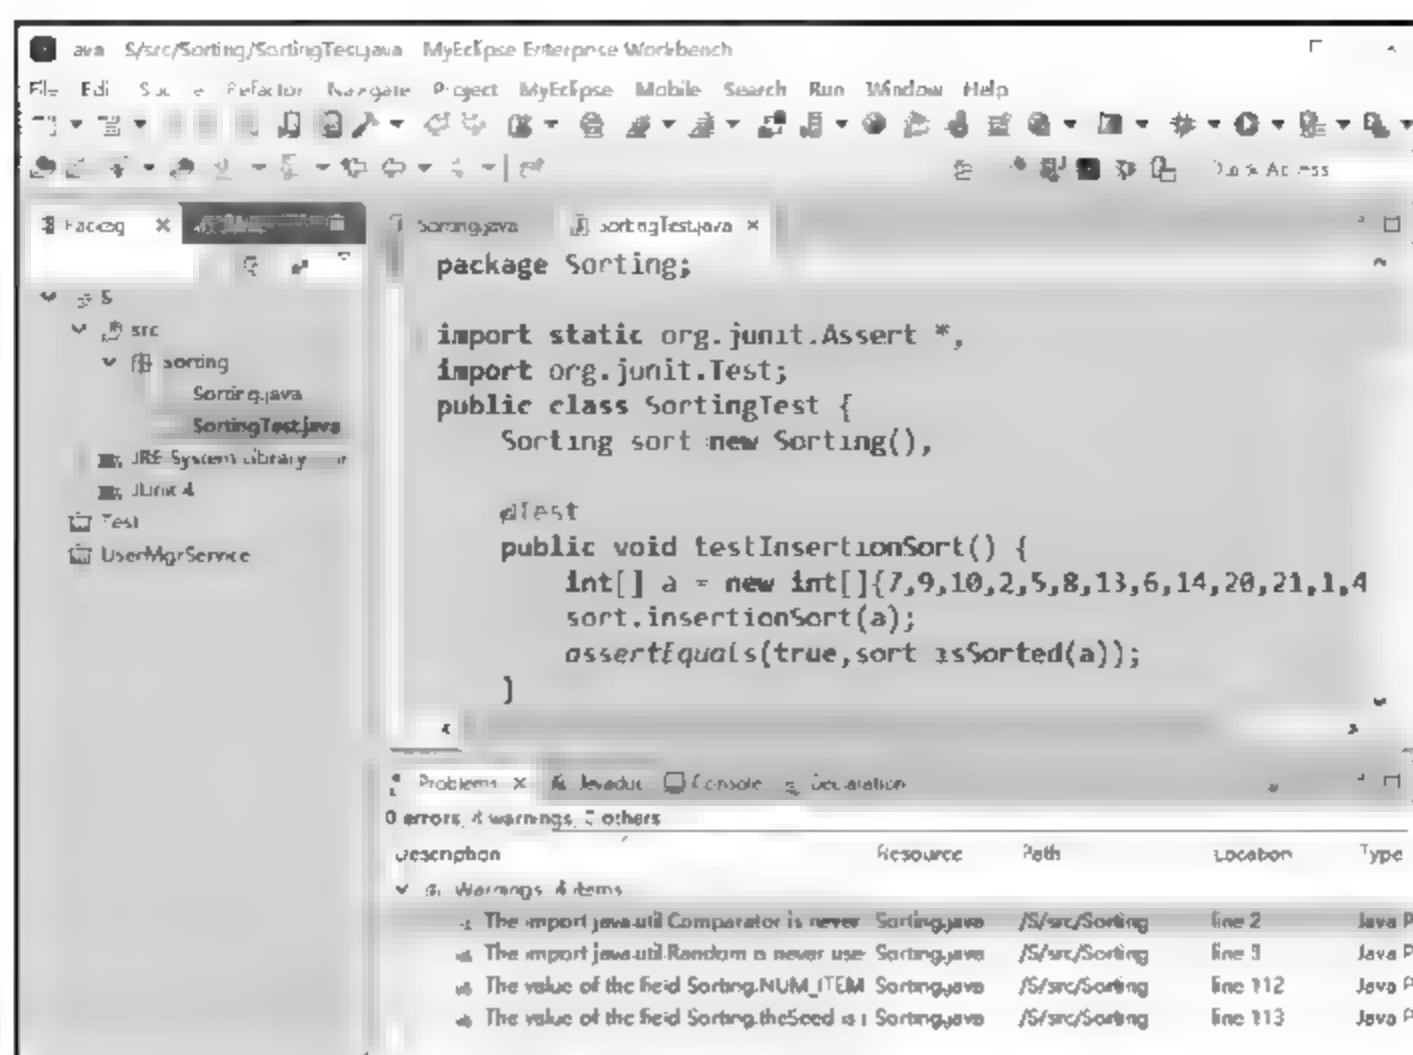 S/src/Sorting/SortingTest.java MyEclipse Enterprise Workbench
Refactor Navigate Project MyEclipse Mobile Search Run Window Help
Sorting.java SortingTest.java
S
src
sorting
Sorting.java
SortingTest.java
JRE System Library
JUnit 4
Test
UserMgrService
package Sorting;
import static org.junit.Assert *,
import org.junit.Test;
public class SortingTest {
Sorting sort new Sorting(),
@Test
public void testInsertionSort() {
int[] a = new int[]{7,9,10,2,5,8,13,6,14,20,21,1,4
sort.insertionSort(a);
assertEquals(true,sort isSorted(a));
}
Problems Javadoc Console Declaration
0 errors, 4 warnings, others
Description Resource Path Location Type
Warnings 4 items
The import java.util.Comparator is never Sorting.java /S/src/Sorting line 2 Java P
The import java.util.Random is never use Sorting.java /S/src/Sorting line 3 Java P
The value of the field Sorting.NUM_ITEM Sorting.java /S/src/Sorting line 112 Java P
The value of the field Sorting.theSeed is Sorting.java /S/src/Sorting line 113 Java P